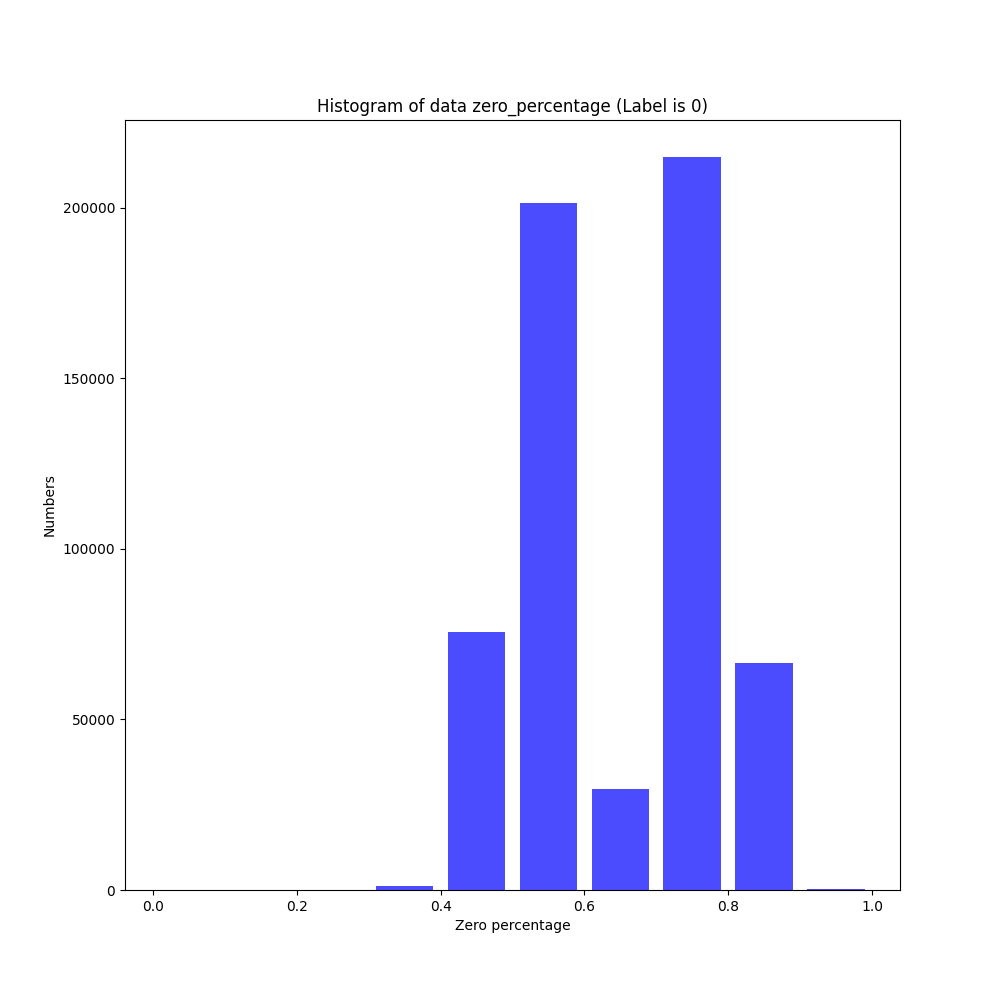 Histogram of data zero_percentage (Label is 0)
200000
150000
100000
50000
0
Numbers
0.0 0.2 0.4 0.6 0.8 1.0
Zero percentage